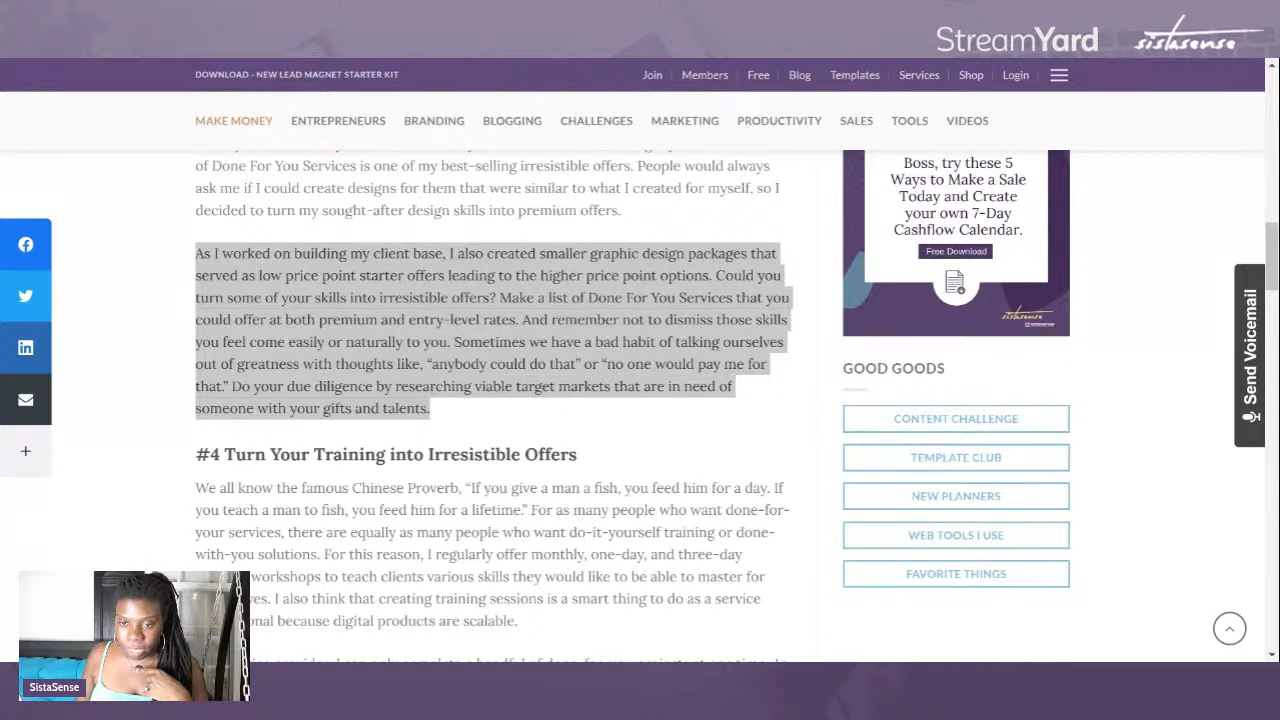 StreamYard
sistasense
DOWNLOAD - NEW LEAD MAGNET STARTER KIT
Join Members Free Blog Templates Services Shop Login
MAKE MONEY ENTREPRENEURS BRANDING BLOGGING CHALLENGES MARKETING PRODUCTIVITY SALES TOOLS VIDEOS
of Done For You Services is one of my best-selling irresistible offers. People would always
ask me if I could create designs for them that were similar to what I created for myself, so I
decided to turn my sought-after design skills into premium offers.
As I worked on building my client base, I also created smaller graphic design packages that
served as low price point starter offers leading to the higher price point options. Could you
turn some of your skills into irresistible offers? Make a list of Done For You Services that you
could offer at both premium and entry-level rates. And remember not to dismiss those skills
you feel come easily or naturally to you. Sometimes we have a bad habit of talking ourselves
out of greatness with thoughts like, “anybody could do that” or “no one would pay me for
that.” Do your due diligence by researching viable target markets that are in need of
someone with your gifts and talents.
#4 Turn Your Training into Irresistible Offers
We all know the famous Chinese Proverb, “If you give a man a fish, you feed him for a day. If
you teach a man to fish, you feed him for a lifetime.” For as many people who want done-for-
your services, there are equally as many people who want do-it-yourself training or done-
with-you solutions. For this reason, I regularly offer monthly, one-day, and three-day
workshops to teach clients various skills they would like to be able to master for
I also think that creating training sessions is a smart thing to do as a service
because digital products are scalable.
Boss, try these 5
Ways to Make a Sale
Today and Create
your own 7-Day
Cashflow Calendar.
Free Download
sistasense
@sistasense
GOOD GOODS
CONTENT CHALLENGE
TEMPLATE CLUB
NEW PLANNERS
WEB TOOLS I USE
FAVORITE THINGS
Send Voicemail
SistaSense